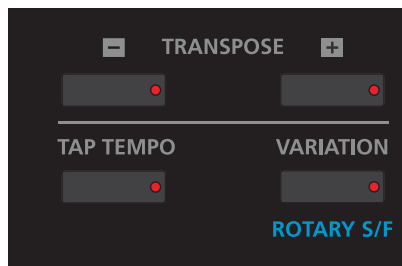 - TRANSPOSE +
TAP TEMPO VARIATION
ROTARY S/F